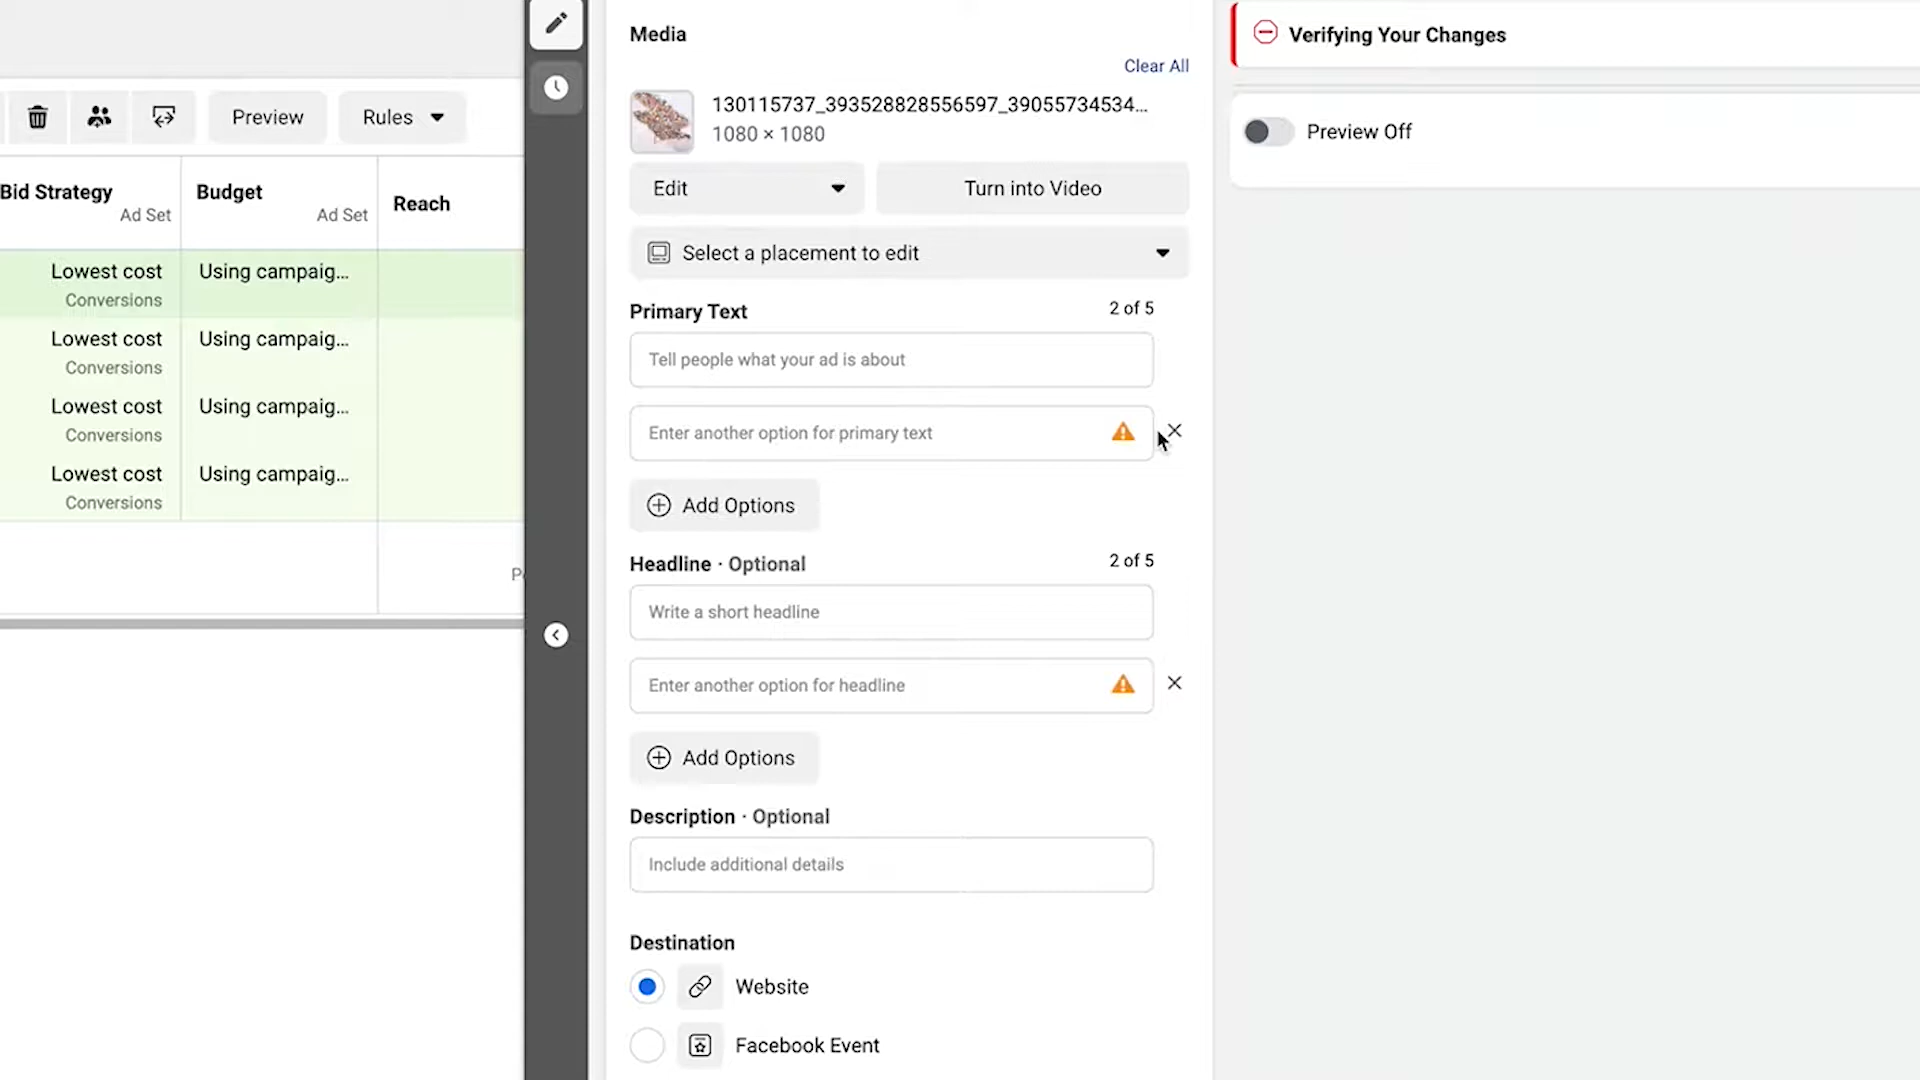 Preview
Rules
Bid Strategy
Ad Set
Budget
Ad Set
Reach
Lowest cost
Conversions
Using campaig...
Lowest cost
Conversions
Using campaig...
Lowest cost
Conversions
Using campaig...
Lowest cost
Conversions
Using campaig...
Media
Clear All
130115737_393528828556597_39055734534...
1080 × 1080
Edit
Turn into Video
Select a placement to edit
Primary Text
2 of 5
Tell people what your ad is about
Enter another option for primary text
Add Options
Headline · Optional
2 of 5
Write a short headline
Enter another option for headline
Add Options
Description · Optional
Include additional details
Destination
Website
Facebook Event
Verifying Your Changes
Preview Off